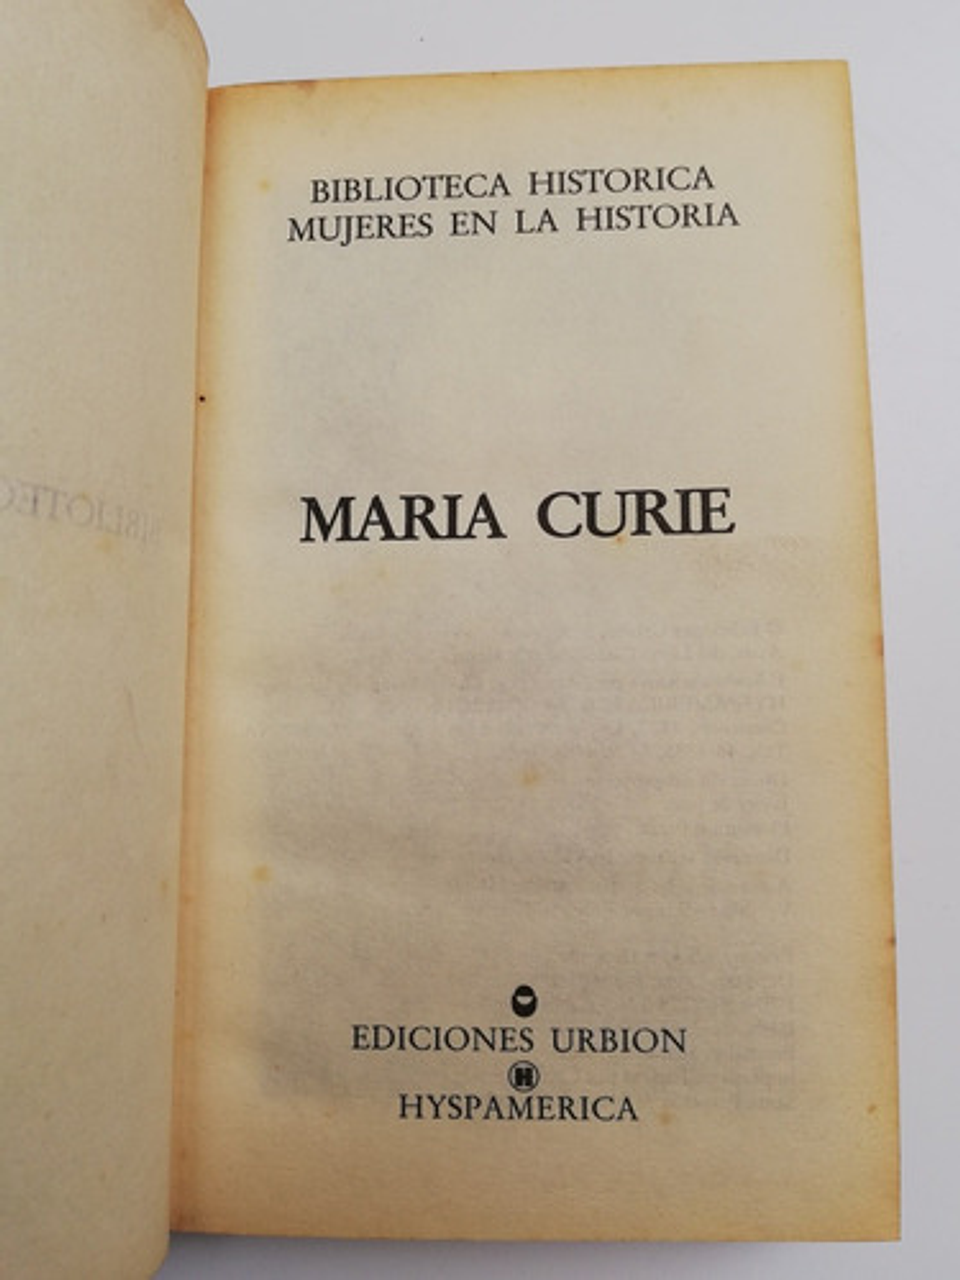 BIBLIOTECA HISTORICA
MUJERES EN LA HISTORIA
MARIA CURIE
EDICIONES URBION
H
HYSPAMERICA